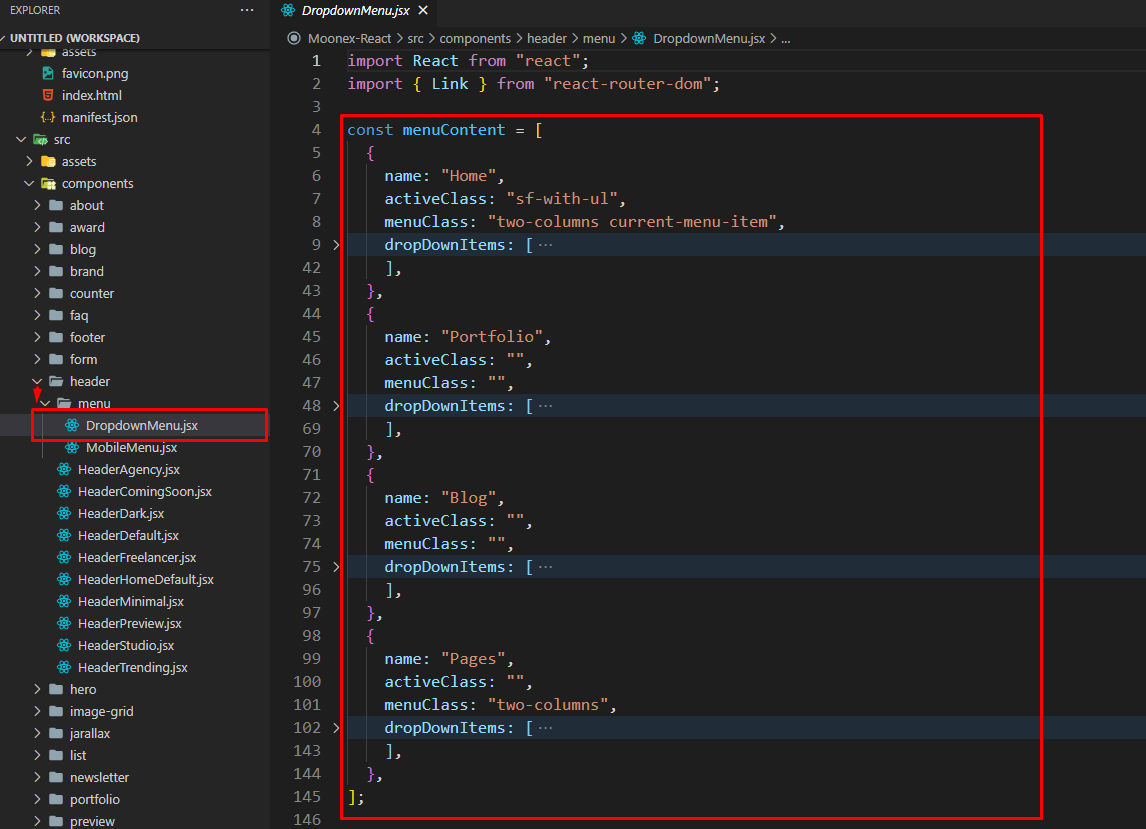 EXPLORER
UNTITLED (WORKSPACE)
assets
favicon.png
index.html
manifest.json
src
assets
components
about
award
blog
brand
counter
faq
footer
form
header
menu
DropdownMenu.jsx
MobileMenu.jsx
HeaderAgency.jsx
HeaderComingSoon.jsx
HeaderDark.jsx
HeaderDefault.jsx
HeaderFreelancer.jsx
HeaderHomeDefault.jsx
HeaderMinimal.jsx
HeaderPreview.jsx
HeaderStudio.jsx
HeaderTrending.jsx
hero
image-grid
jarallax
list
newsletter
portfolio
preview
DropdownMenu.jsx
Moonex-React > src > components > header > menu > DropdownMenu.jsx > ...
1 import React from "react";
2 import { Link } from "react-router-dom";
3
4 const menuContent = [
5 {
6 name: "Home",
7 activeClass: "sf-with-ul",
8 menuClass: "two-columns current-menu-item",
9 dropDownItems: [ ...
42 ],
43 },
44 {
45 name: "Portfolio",
46 activeClass: "",
47 menuClass: "",
48 dropDownItems: [ ...
69 ],
70 },
71 {
72 name: "Blog",
73 activeClass: "",
74 menuClass: "",
75 dropDownItems: [ ...
96 ],
97 },
98 {
99 name: "Pages",
100 activeClass: "",
101 menuClass: "two-columns",
102 dropDownItems: [ ...
143 ],
144 },
145 ];
146